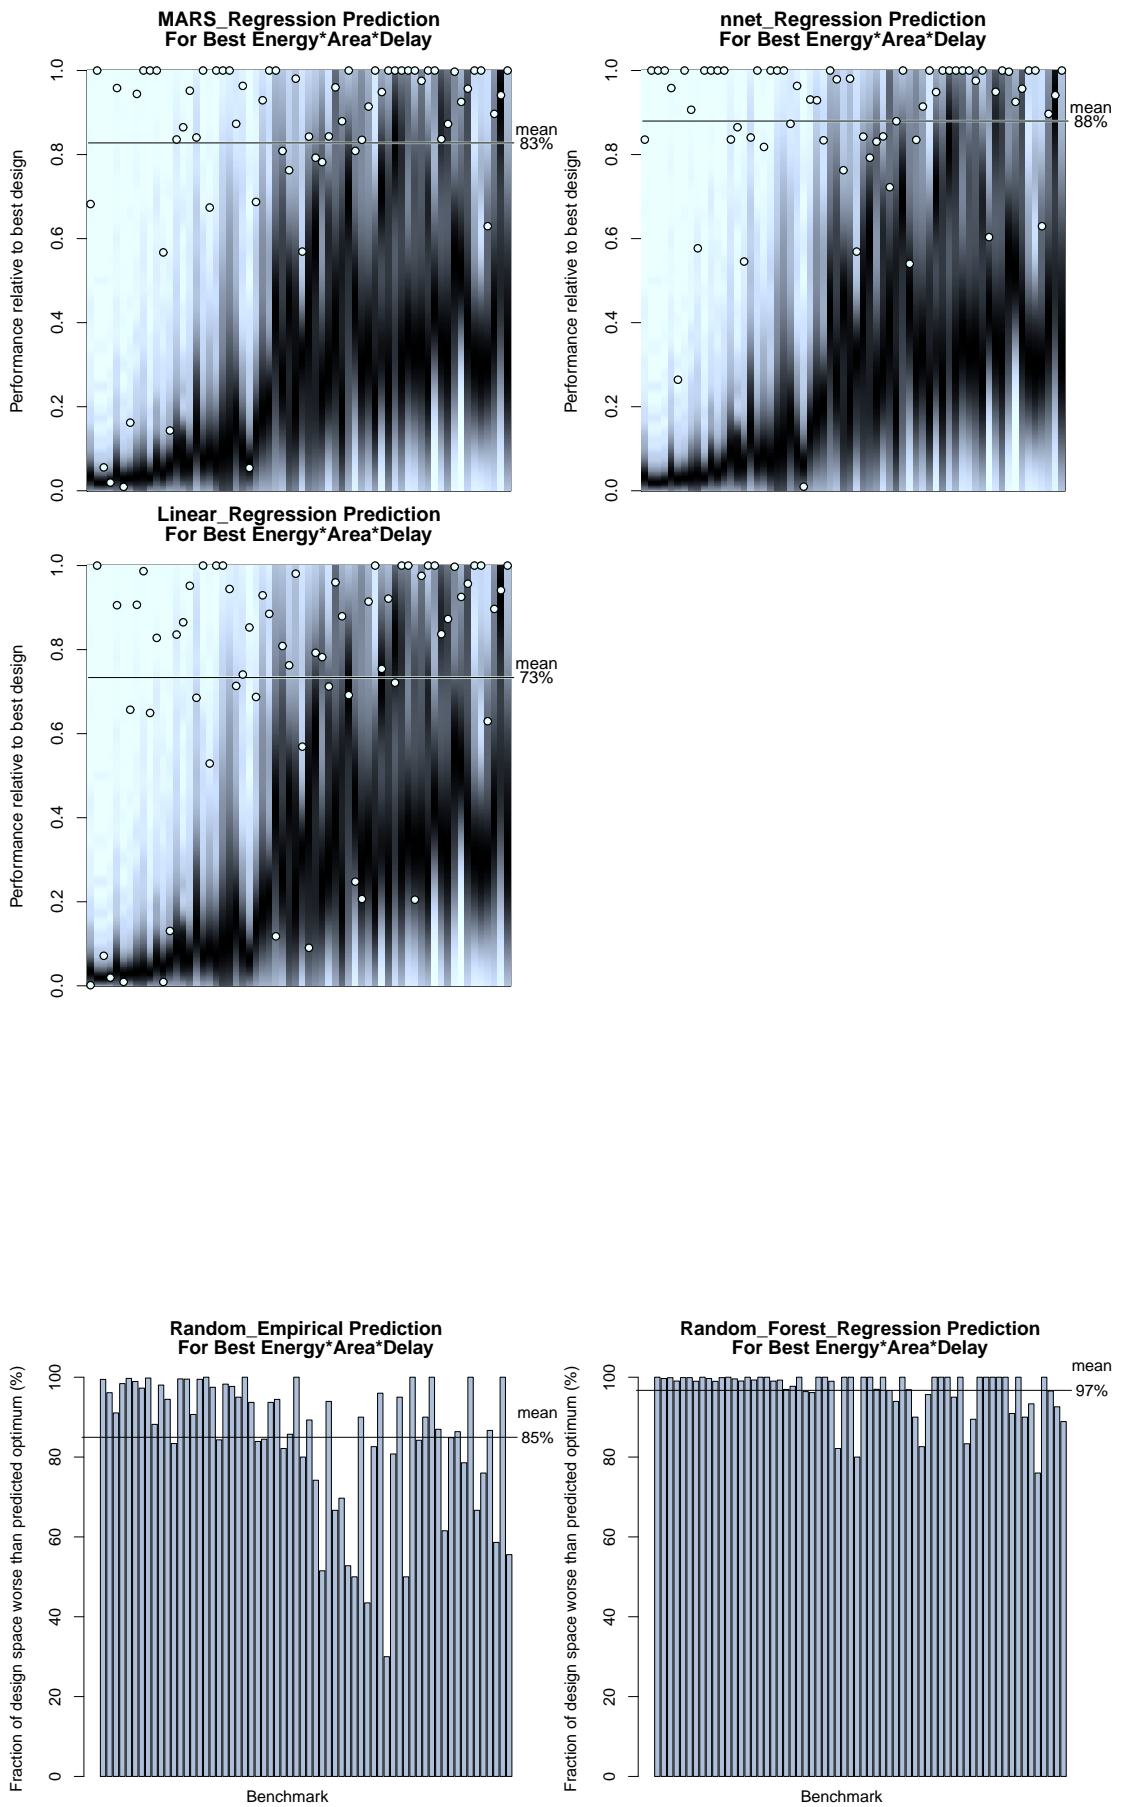 MARS_Regression Prediction
For Best Energy*Area*Delay
Performance relative to best design
0.0 0.2 0.4 0.6 0.8 1.0
mean
83%
nnet_Regression Prediction
For Best Energy*Area*Delay
Performance relative to best design
0.0 0.2 0.4 0.6 0.8 1.0
mean
88%
Linear_Regression Prediction
For Best Energy*Area*Delay
Performance relative to best design
0.0 0.2 0.4 0.6 0.8 1.0
mean
73%
Random_Empirical Prediction
For Best Energy*Area*Delay
Fraction of design space worse than predicted optimum (%)
0 20 40 60 80 100
mean
85%
Benchmark
Random_Forest_Regression Prediction
For Best Energy*Area*Delay
Fraction of design space worse than predicted optimum (%)
0 20 40 60 80 100
mean
97%
Benchmark